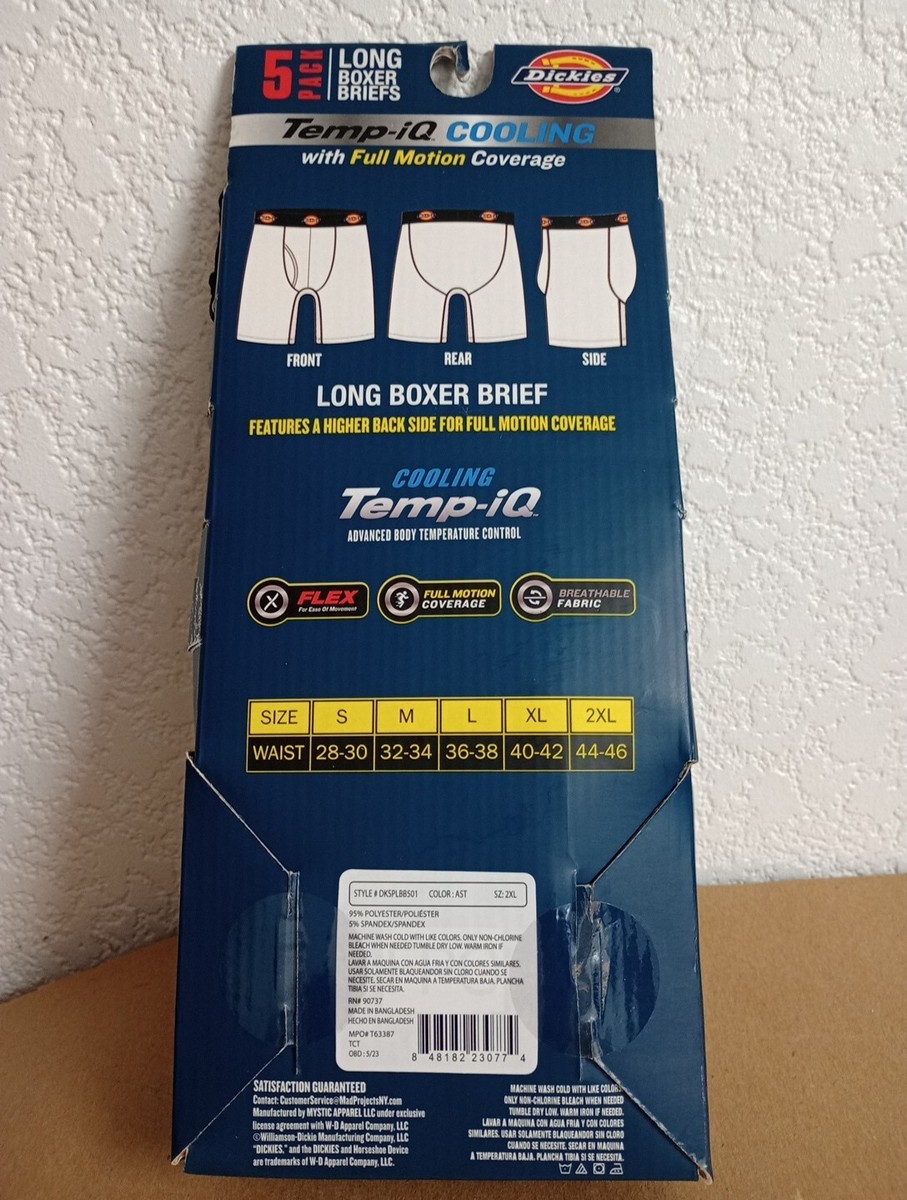 5 PACK
LONG
BOXER
BRIEFS
Dickies®
Temp-iQ COOLING
with Full Motion Coverage
FRONT
REAR
SIDE
LONG BOXER BRIEF
FEATURES A HIGHER BACK SIDE FOR FULL MOTION COVERAGE
COOLING
Temp-iQ™
ADVANCED BODY TEMPERATURE CONTROL
FLEX
For Ease Of Movement
FULL MOTION
COVERAGE
BREATHABLE
FABRIC
SIZE S M L XL 2XL
WAIST 28-30 32-34 36-38 40-42 44-46
STYLE # DKSPLBB501 COLOR : AST SZ: 2XL
95% POLYESTER/POLIÉSTER
5% SPANDEX/SPANDEX
MACHINE WASH COLD WITH LIKE COLORS. ONLY NON-CHLORINE
BLEACH WHEN NEEDED TUMBLE DRY LOW. WARM IRON IF
NEEDED.
LAVAR A MAQUINA CON AGUA FRIA Y CON COLORES SIMILARES.
USAR SOLAMENTE BLAQUEANDOR SIN CLORO CUANDO SE
NECESITE. SECAR EN MAQUINA A TEMPERATURA BAJA. PLANCHA
TIBIA SI SE NECESITA.
RN# 90737
MADE IN BANGLADESH
HECHO EN BANGLADESH
MPO# T63387
TCT
OBD : 5/23
8 48182 23077 4
SATISFACTION GUARANTEED
Contact: CustomerService@MadProjectsNY.com
Manufactured by MYSTIC APPAREL LLC under exclusive
license agreement with W-D Apparel Company, LLC
©Williamson-Dickie Manufacturing Company, LLC
"DICKIES," and the DICKIES and Horseshoe Device
are trademarks of W-D Apparel Company, LLC.
MACHINE WASH COLD WITH LIKE COLORS.
ONLY NON-CHLORINE BLEACH WHEN NEEDED
TUMBLE DRY LOW. WARM IRON IF NEEDED.
LAVAR A MAQUINA CON AGUA FRIA Y CON COLORES
SIMILARES. USAR SOLAMENTE BLAQUEANDOR SIN CLORO
CUANDO SE NECESITE. SECAR EN MAQUINA
A TEMPERATURA BAJA. PLANCHA TIBIA SI SE NECESITA.